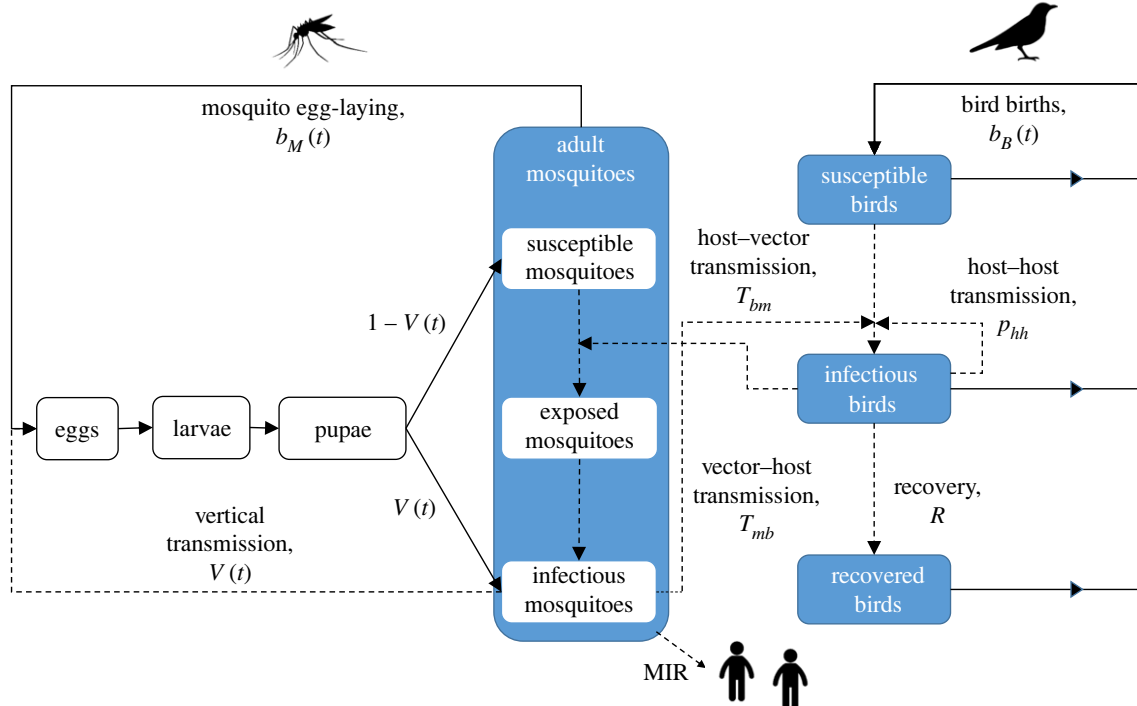 mosquito egg-laying,
b_M (t)
adult
mosquitoes
bird births,
b_B (t)
susceptible
birds
susceptible
mosquitoes
host–vector
transmission,
T_bm
host–host
transmission,
p_hh
1 – V (t)
infectious
birds
eggs
larvae
pupae
exposed
mosquitoes
V (t)
vector–host
transmission,
T_mb
recovery,
R
vertical
transmission,
V (t)
infectious
mosquitoes
recovered
birds
MIR